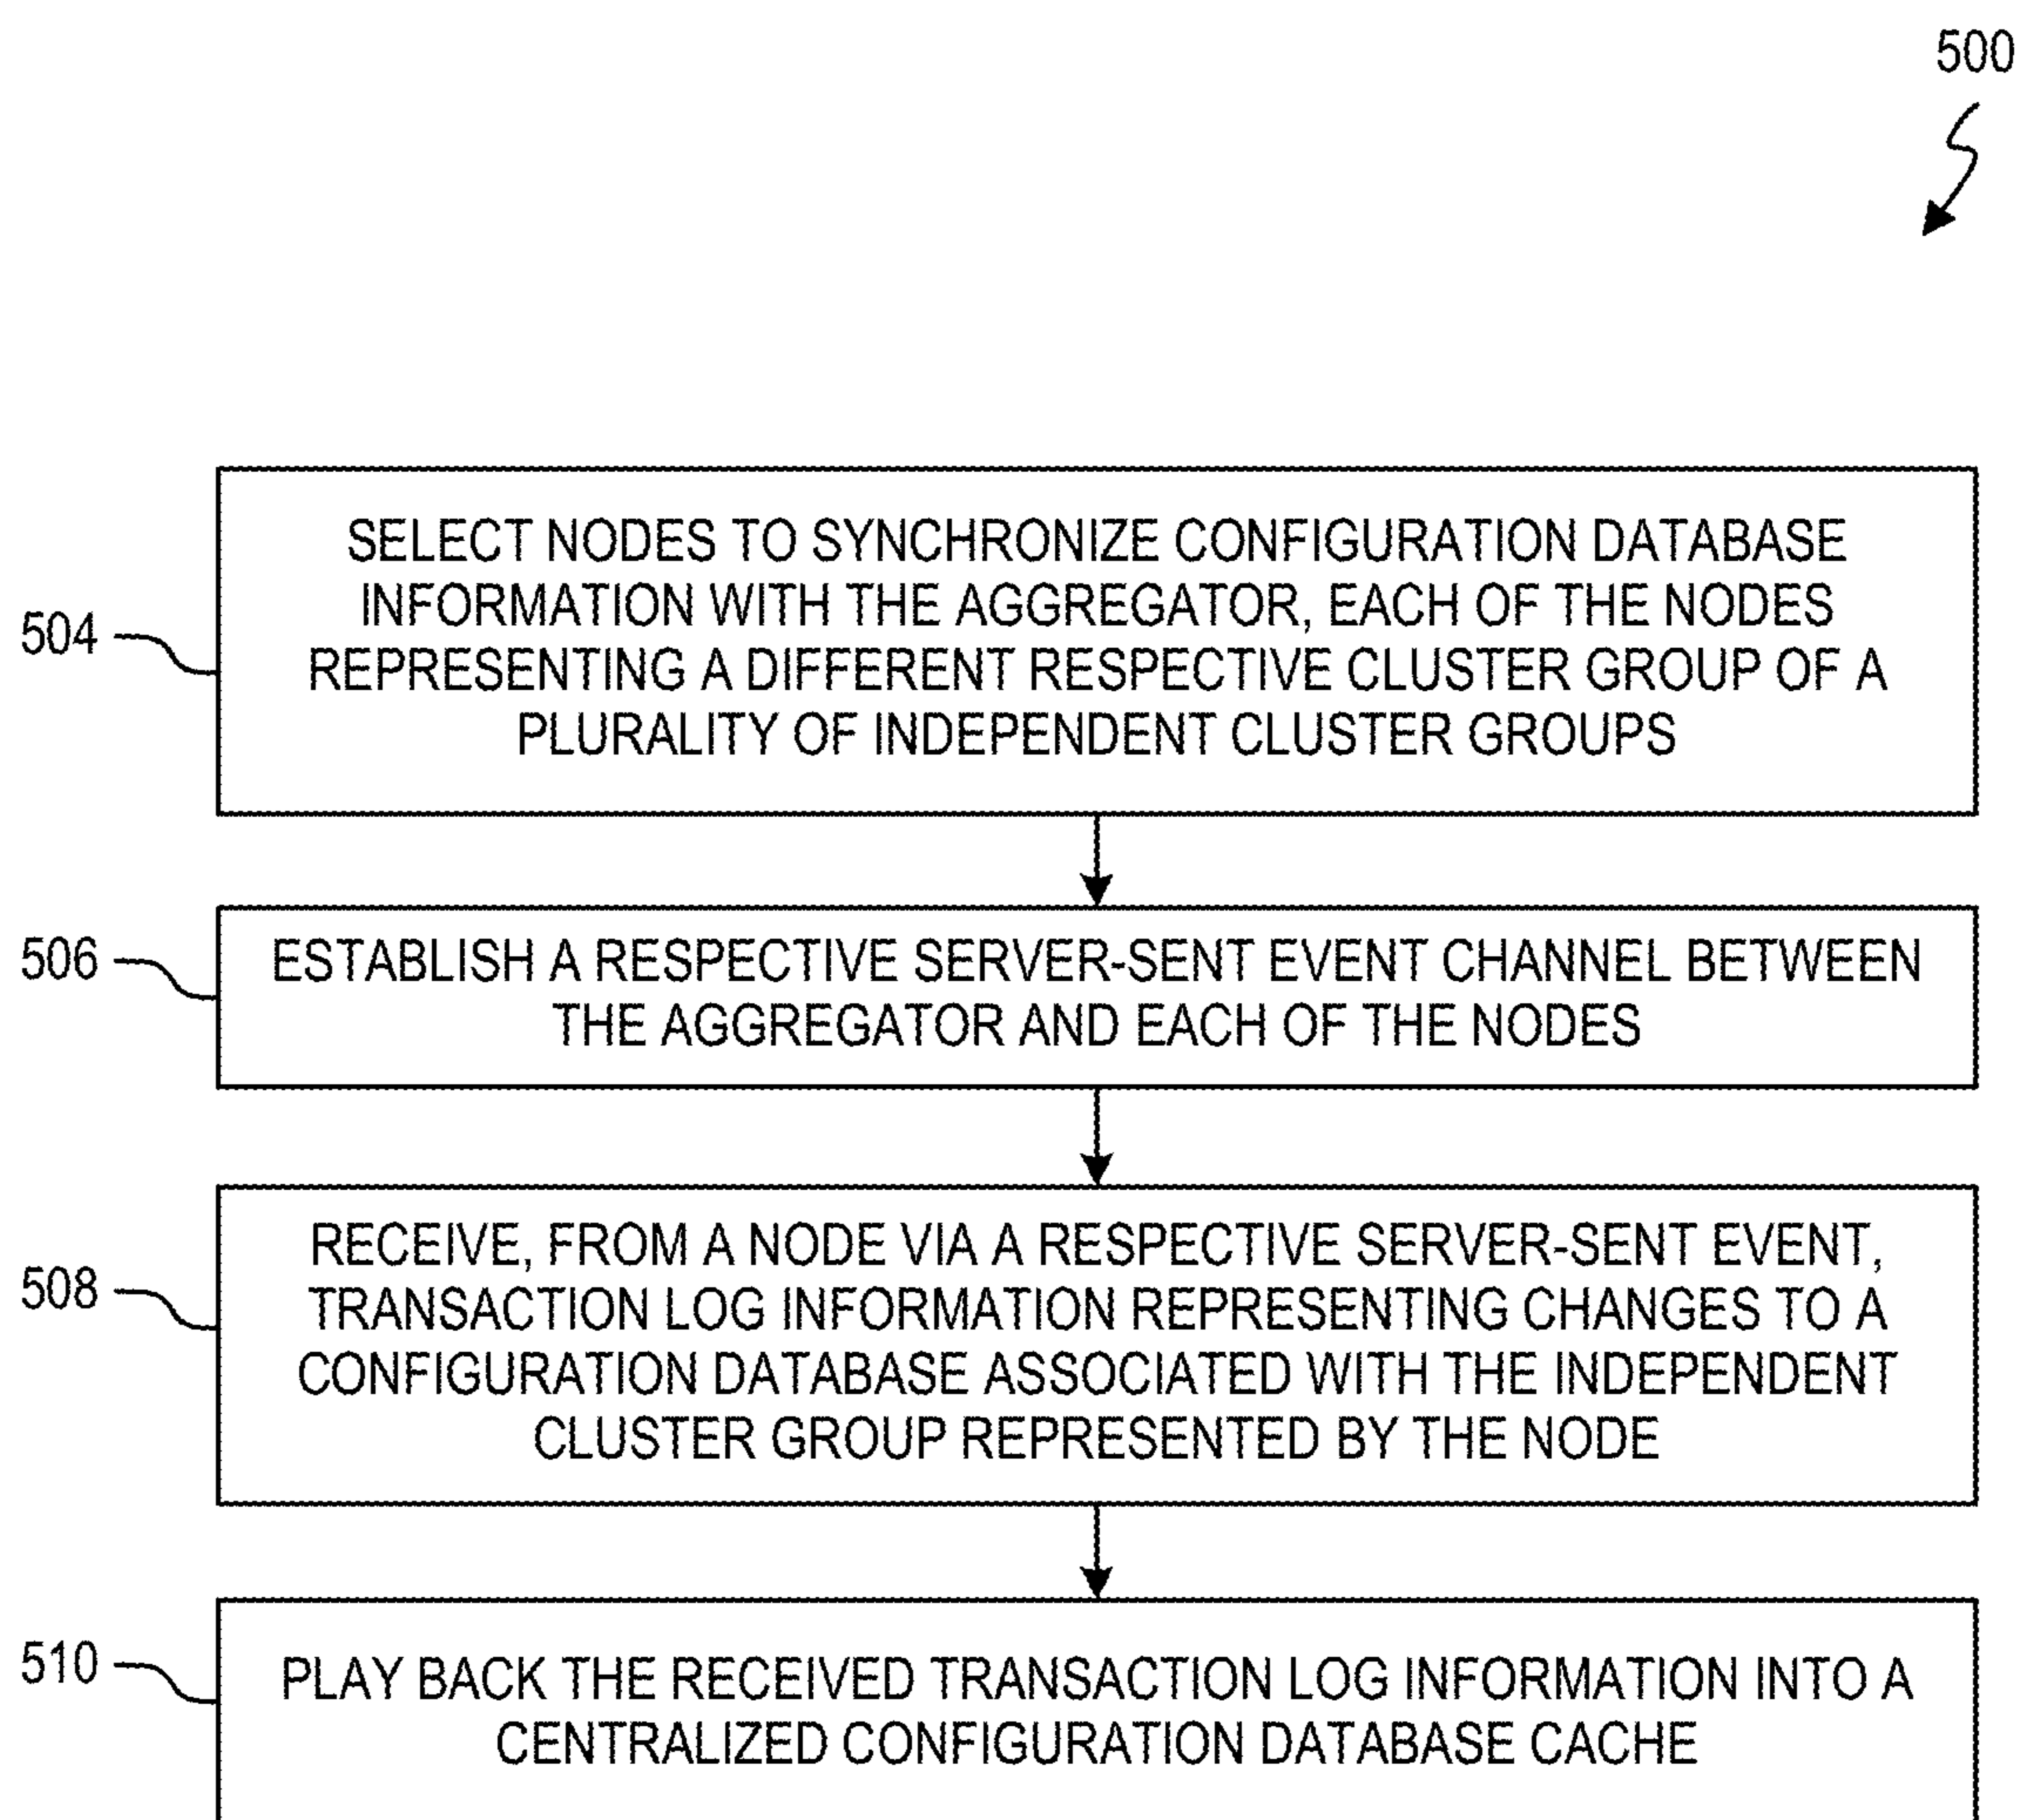 500
504
SELECT NODES TO SYNCHRONIZE CONFIGURATION DATABASE
INFORMATION WITH THE AGGREGATOR, EACH OF THE NODES
REPRESENTING A DIFFERENT RESPECTIVE CLUSTER GROUP OF A
PLURALITY OF INDEPENDENT CLUSTER GROUPS
506
ESTABLISH A RESPECTIVE SERVER-SENT EVENT CHANNEL BETWEEN
THE AGGREGATOR AND EACH OF THE NODES
508
RECEIVE, FROM A NODE VIA A RESPECTIVE SERVER-SENT EVENT,
TRANSACTION LOG INFORMATION REPRESENTING CHANGES TO A
CONFIGURATION DATABASE ASSOCIATED WITH THE INDEPENDENT
CLUSTER GROUP REPRESENTED BY THE NODE
510
PLAY BACK THE RECEIVED TRANSACTION LOG INFORMATION INTO A
CENTRALIZED CONFIGURATION DATABASE CACHE